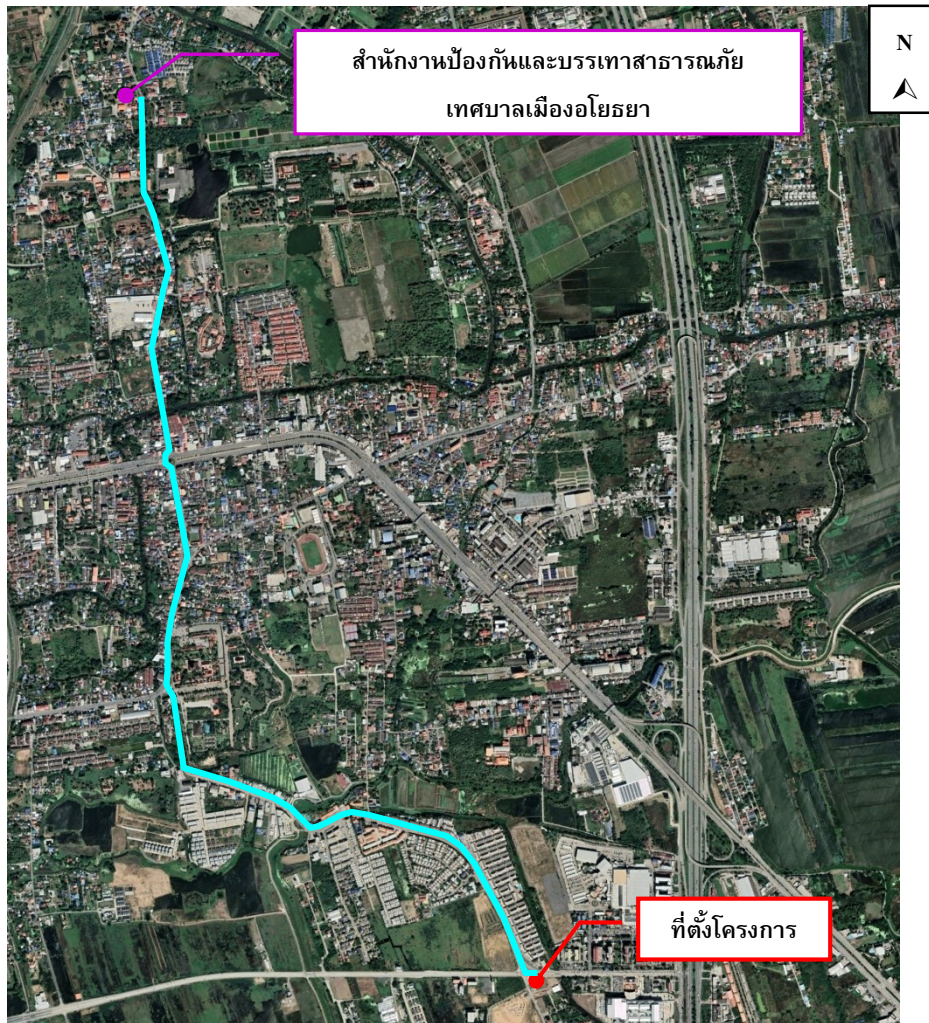 สำนักงานป้องกันและบรรเทาสาธารณภัย
เทศบาลเมืองอโยธยา
N
ที่ตั้งโครงการ